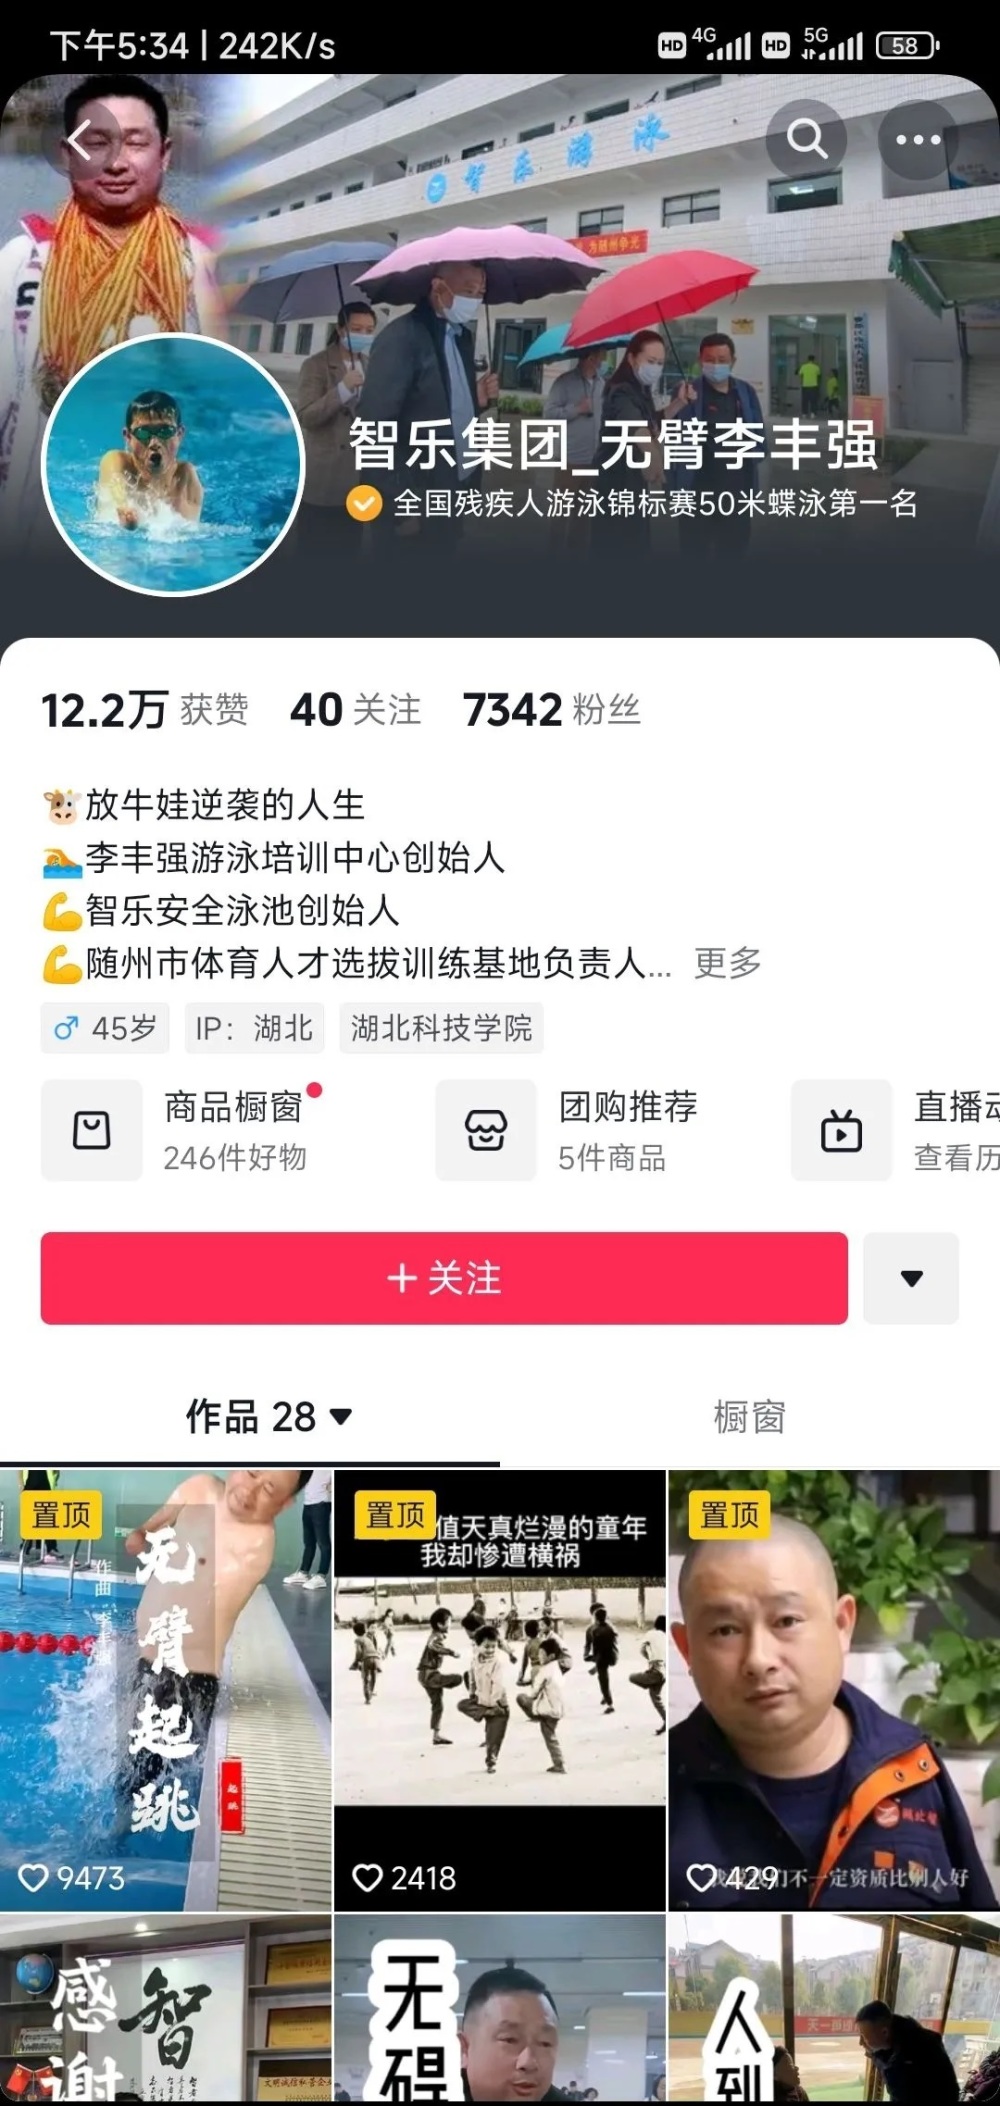 下午5:34 | 242K/s
HD 4G HD 5G 58
智乐游泳
为随州争光
智乐集团_无臂李丰强
全国残疾人游泳锦标赛50米蝶泳第一名
12.2万 获赞 40 关注 7342 粉丝
🐮放牛娃逆袭的人生
🏊李丰强游泳培训中心创始人
💪智乐安全泳池创始人
💪随州市体育人才选拔训练基地负责人... 更多
♂ 45岁 IP：湖北 湖北科技学院
商品橱窗 团购推荐 直播动
246件好物 5件商品 查看历
+ 关注
作品 28 橱窗
置顶
无臂起跳
作曲
起跳
9473
置顶
值天真烂漫的童年
我却惨遭横祸
2418
置顶
们不一定资质比别人好
429
感谢
智
无碍
人到